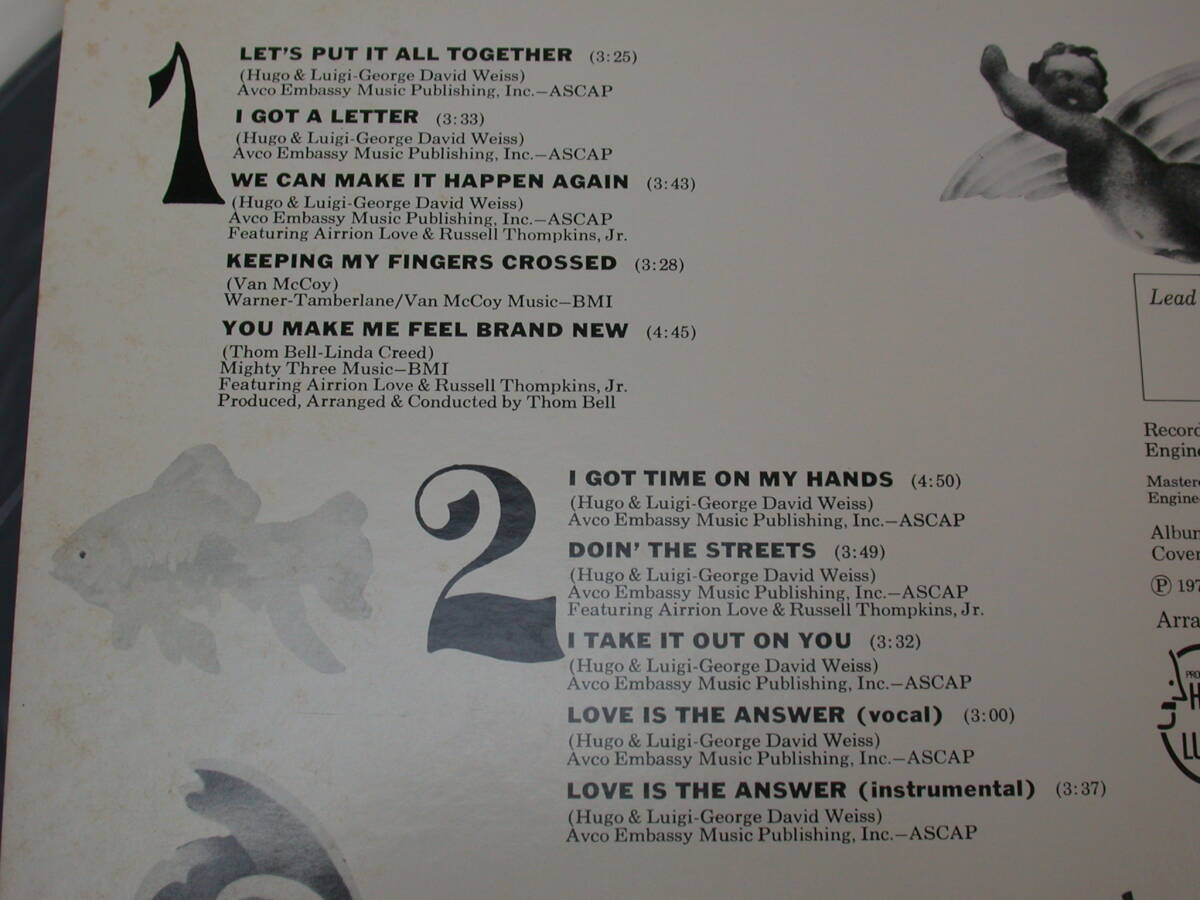 1
LET'S PUT IT ALL TOGETHER (3:25)
(Hugo & Luigi-George David Weiss)
Avco Embassy Music Publishing, Inc.—ASCAP
I GOT A LETTER (3:33)
(Hugo & Luigi-George David Weiss)
Avco Embassy Music Publishing, Inc.—ASCAP
WE CAN MAKE IT HAPPEN AGAIN (3:43)
(Hugo & Luigi-George David Weiss)
Avco Embassy Music Publishing, Inc.—ASCAP
Featuring Airrion Love & Russell Thompkins, Jr.
KEEPING MY FINGERS CROSSED (3:28)
(Van McCoy)
Warner-Tamberlane/Van McCoy Music—BMI
YOU MAKE ME FEEL BRAND NEW (4:45)
(Thom Bell-Linda Creed)
Mighty Three Music—BMI
Featuring Airrion Love & Russell Thompkins, Jr.
Produced, Arranged & Conducted by Thom Bell
2
I GOT TIME ON MY HANDS (4:50)
(Hugo & Luigi-George David Weiss)
Avco Embassy Music Publishing, Inc.—ASCAP
DOIN' THE STREETS (3:49)
(Hugo & Luigi-George David Weiss)
Avco Embassy Music Publishing, Inc.—ASCAP
Featuring Airrion Love & Russell Thompkins, Jr.
I TAKE IT OUT ON YOU (3:32)
(Hugo & Luigi-George David Weiss)
Avco Embassy Music Publishing, Inc.—ASCAP
LOVE IS THE ANSWER (vocal) (3:00)
(Hugo & Luigi-George David Weiss)
Avco Embassy Music Publishing, Inc.—ASCAP
LOVE IS THE ANSWER (instrumental) (3:37)
(Hugo & Luigi-George David Weiss)
Avco Embassy Music Publishing, Inc.—ASCAP
Lead
Record
Engine
Master
Engine
Album
Cover
Ⓟ 197
Arra
PRO
H
LU